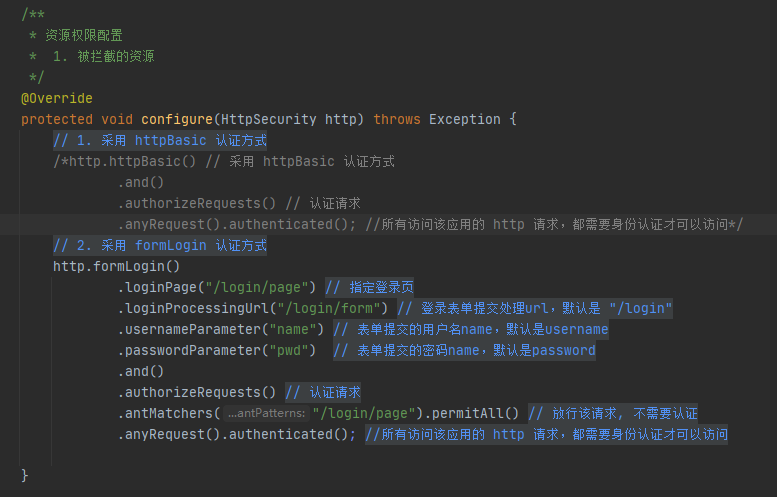 /**
 * 资源权限配置
 *  1. 被拦截的资源
 */
@Override
protected void configure(HttpSecurity http) throws Exception {
    // 1. 采用 httpBasic 认证方式
    /*http.httpBasic() // 采用 httpBasic 认证方式
            .and()
            .authorizeRequests() // 认证请求
            .anyRequest().authenticated(); //所有访问该应用的 http 请求，都需要身份认证才可以访问*/
    // 2. 采用 formLogin 认证方式
    http.formLogin()
            .loginPage("/login/page") // 指定登录页
            .loginProcessingUrl("/login/form") // 登录表单提交处理url，默认是 "/login"
            .usernameParameter("name") // 表单提交的用户名name，默认是username
            .passwordParameter("pwd")  // 表单提交的密码name，默认是password
            .and()
            .authorizeRequests() // 认证请求
            .antMatchers( ...antPatterns: "/login/page").permitAll() // 放行该请求, 不需要认证
            .anyRequest().authenticated(); //所有访问该应用的 http 请求，都需要身份认证才可以访问
}